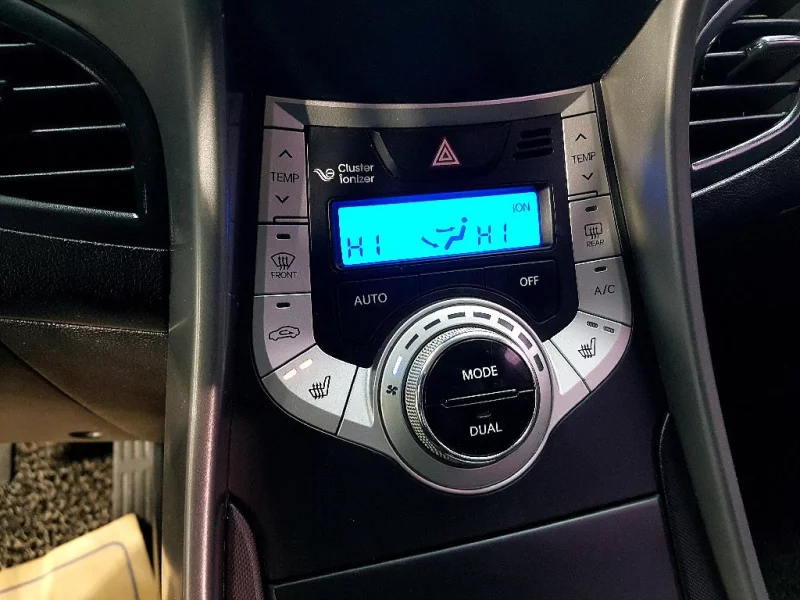 Cluster
ionizer
TEMP
TEMP
ION
HI HI
FRONT
REAR
AUTO
OFF
A/C
MODE
DUAL